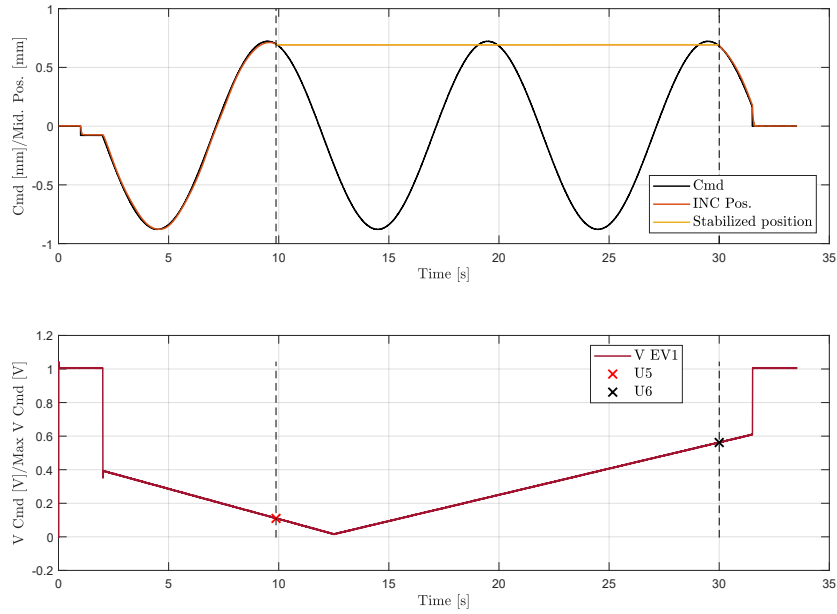 1
0.5
0
-0.5
-1
Cmd [mm]/Mid. Pos. [mm]
Cmd
INC Pos.
Stabilized position
0 5 10 15 20 25 30 35
Time [s]
1.2
1
0.8
0.6
0.4
0.2
0
-0.2
V Cmd [V]/Max V Cmd [V]
V EV1
U5
U6
0 5 10 15 20 25 30 35
Time [s]